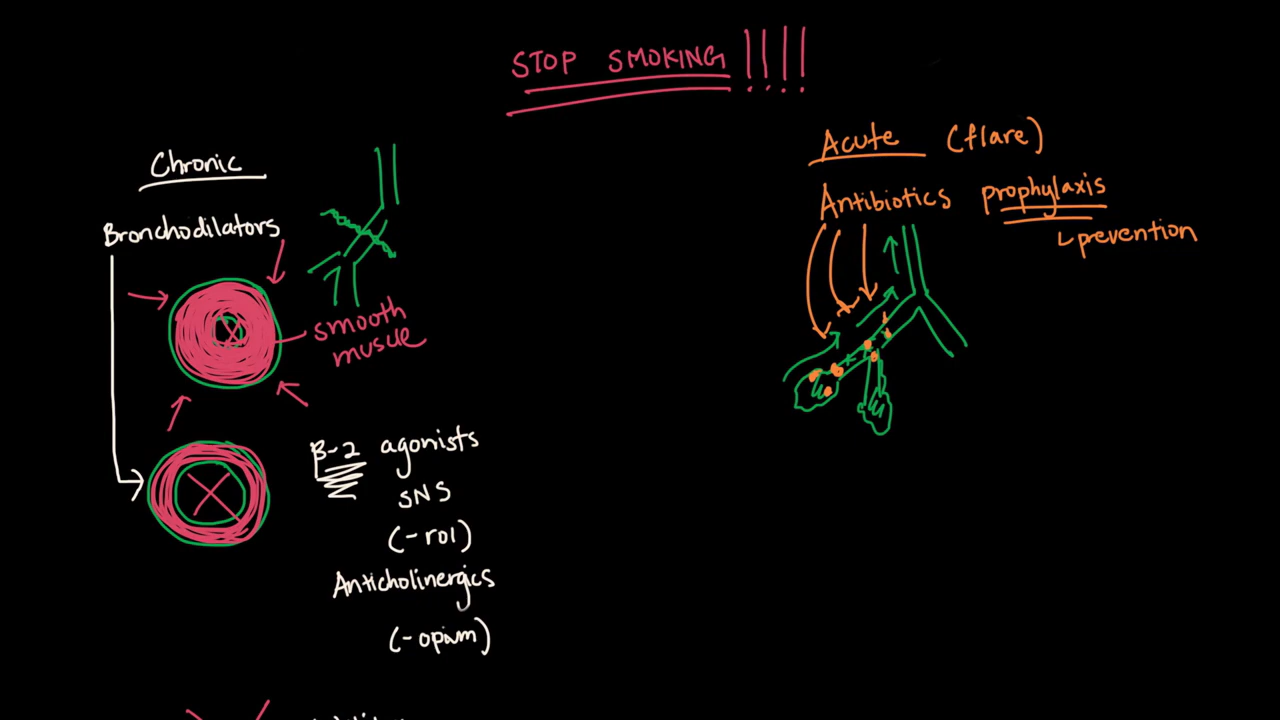 STOP SMOKING !!!!
Chronic
Bronchodilators
smooth
muscle
B-2 agonists
SNS
(-rol)
Anticholinergics
(-opium)
Acute (flare)
Antibiotics prophylaxis
prevention